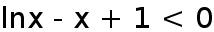 lnx - x + 1 < 0